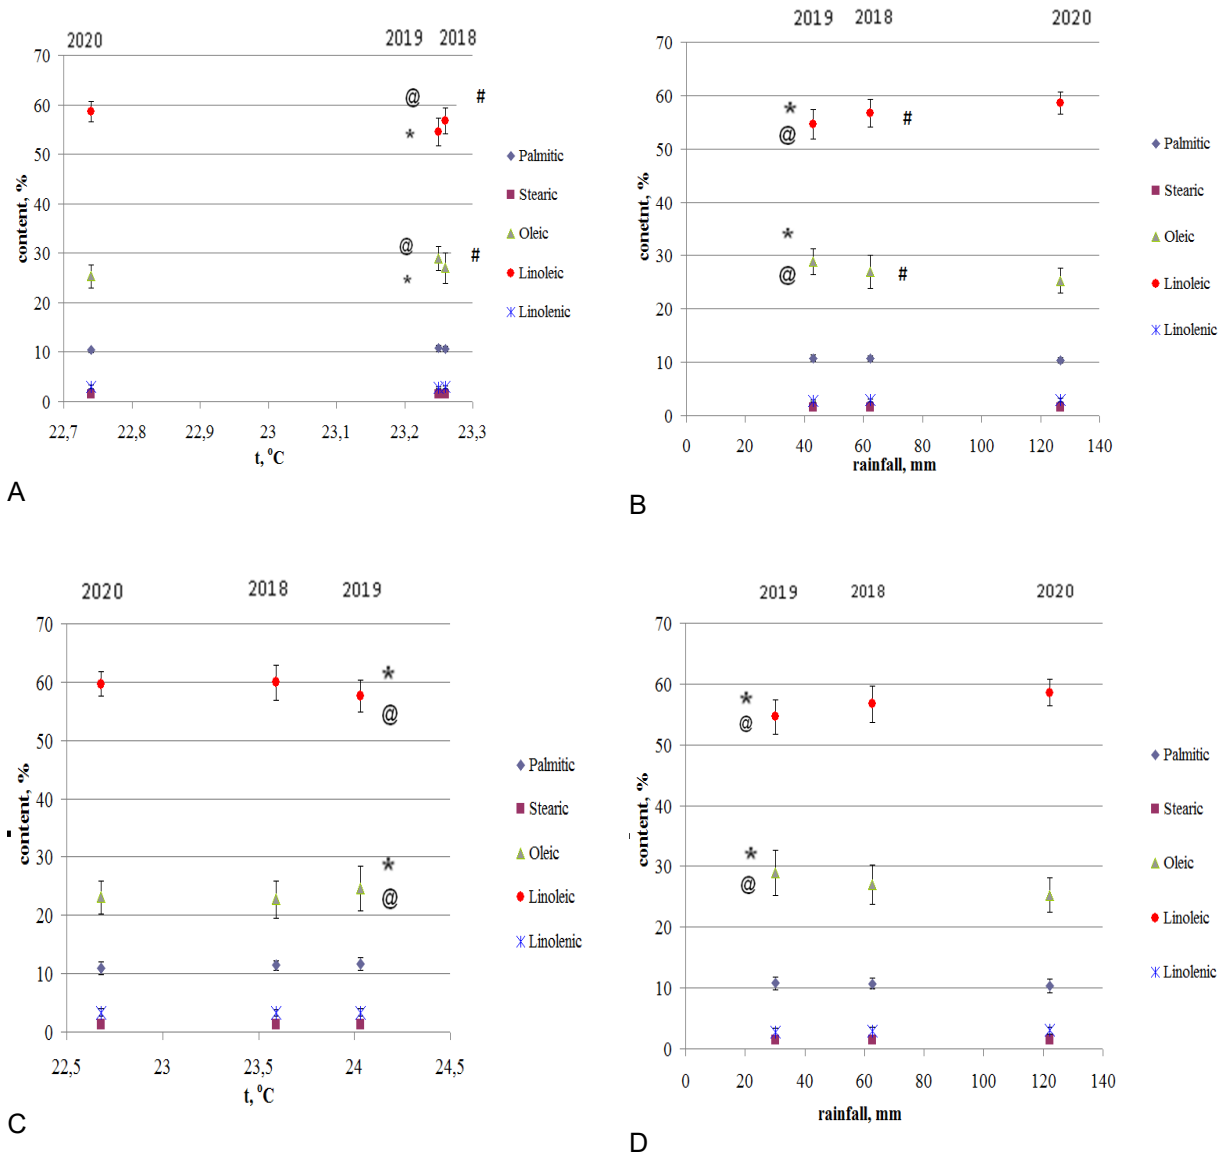 2020 2019 2018
70
60
50
40
30
20
10
0
content, %
@ #
*
@ #
*
22,7 22,8 22,9 23 23,1 23,2 23,3
t, ⁰C
Palmitic
Stearic
Oleic
Linoleic
Linolenic
A
2019 2018 2020
70
60
50
40
30
20
10
0
conetnt, %
*
@ #
*
@ #
0 20 40 60 80 100 120 140
rainfall, mm
Palmitic
Stearic
Oleic
Linoleic
Linolenic
B
2020 2018 2019
70
60
50
40
30
20
10
0
content, %
*
@
*
@
22,5 23 23,5 24 24,5
t, ⁰C
Palmitic
Stearic
Oleic
Linoleic
Linolenic
C
2019 2018 2020
70
60
50
40
30
20
10
0
content, %
*
@
*
@
0 20 40 60 80 100 120 140
rainfall, mm
Palmitic
Stearic
Oleic
Linoleic
Linolenic
D